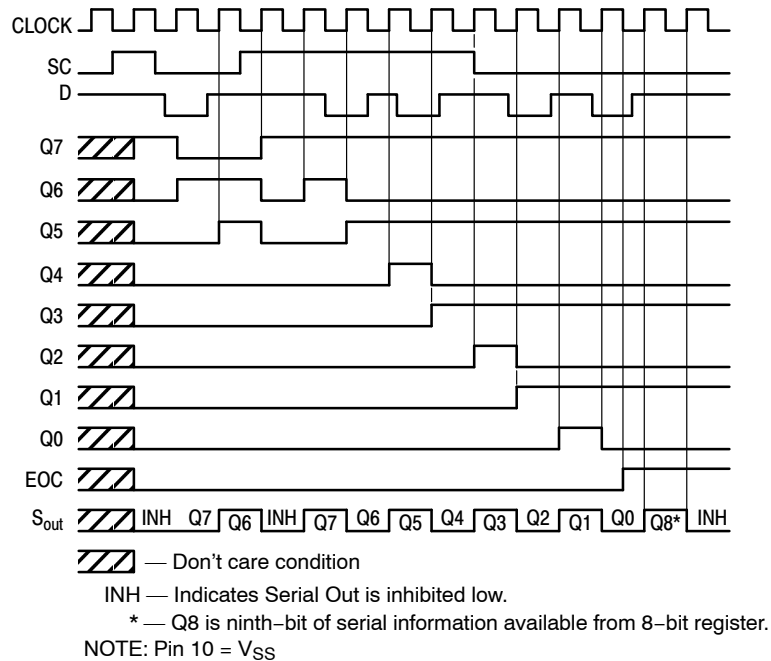 CLOCK
SC
D
Q7
Q6
Q5
Q4
Q3
Q2
Q1
Q0
EOC
Sout INH Q7 Q6 INH Q7 Q6 Q5 Q4 Q3 Q2 Q1 Q0 Q8* INH
— Don't care condition
INH — Indicates Serial Out is inhibited low.
* — Q8 is ninth−bit of serial information available from 8−bit register.
NOTE: Pin 10 = VSS